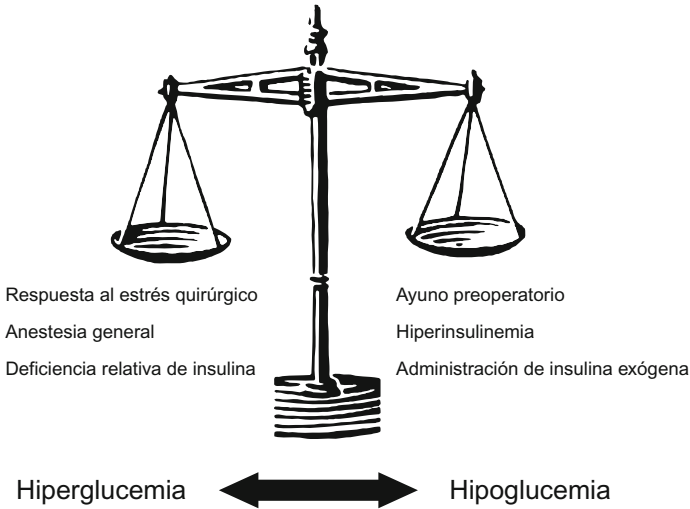 Respuesta al estrés quirúrgico
Anestesia general
Deficiencia relativa de insulina
Ayuno preoperatorio
Hiperinsulinemia
Administración de insulina exógena
Hiperglucemia
Hipoglucemia